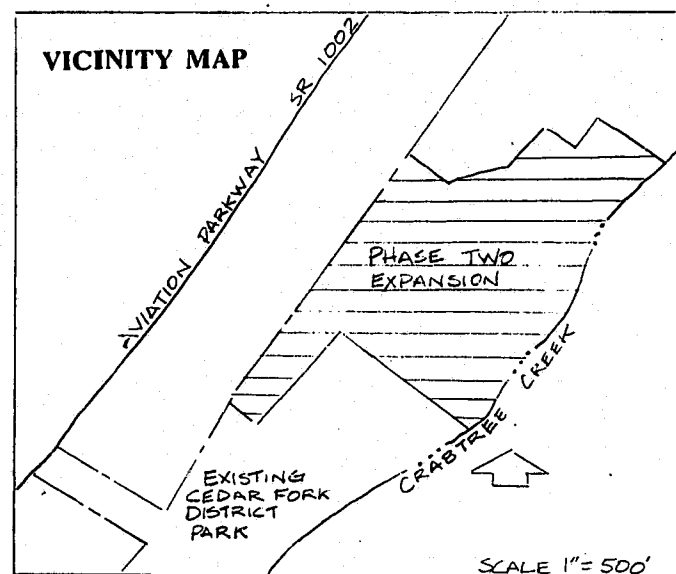 VICINITY MAP
SR 1002
AVIATION PARKWAY
PHASE TWO
EXPANSION
CRABTREE CREEK
EXISTING
CEDAR FORK
DISTRICT
PARK
SCALE 1"=500'